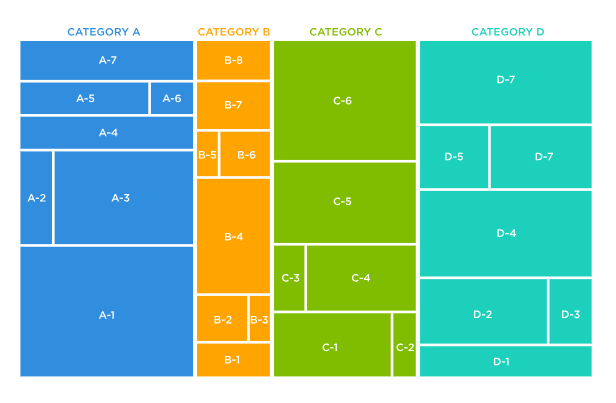 CATEGORY A
A-7
A-5
A-6
A-4
A-2
A-3
A-1
CATEGORY B
B-8
B-7
B-5
B-6
B-4
B-2
B-3
B-1
CATEGORY C
C-6
C-5
C-3
C-4
C-1
C-2
CATEGORY D
D-7
D-5
D-7
D-4
D-2
D-3
D-1